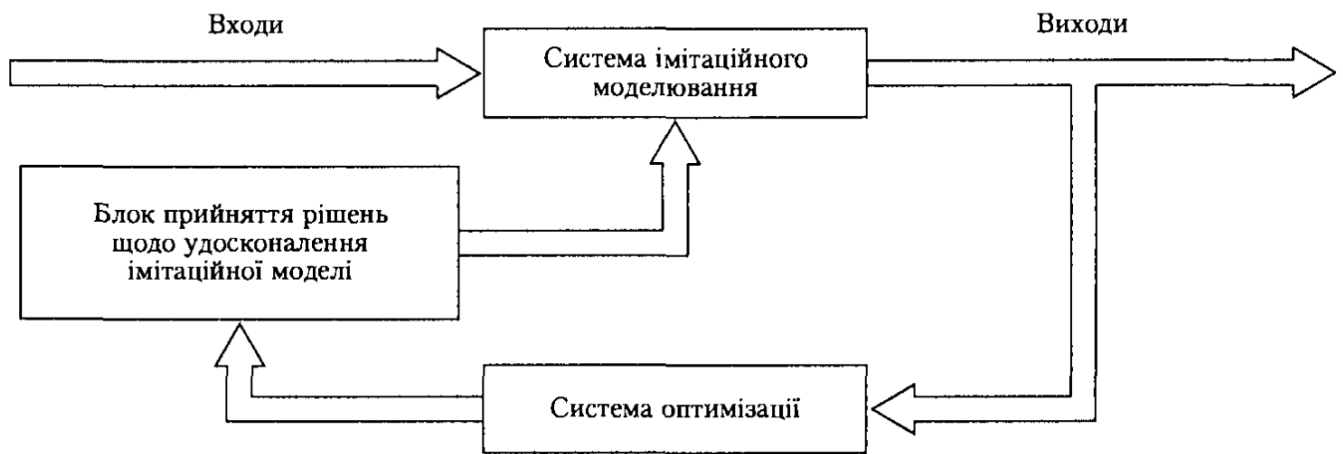 Входи
Виходи
Система імітаційного
моделювання
Блок прийняття рішень
щодо удосконалення
імітаційної моделі
Система оптимізації